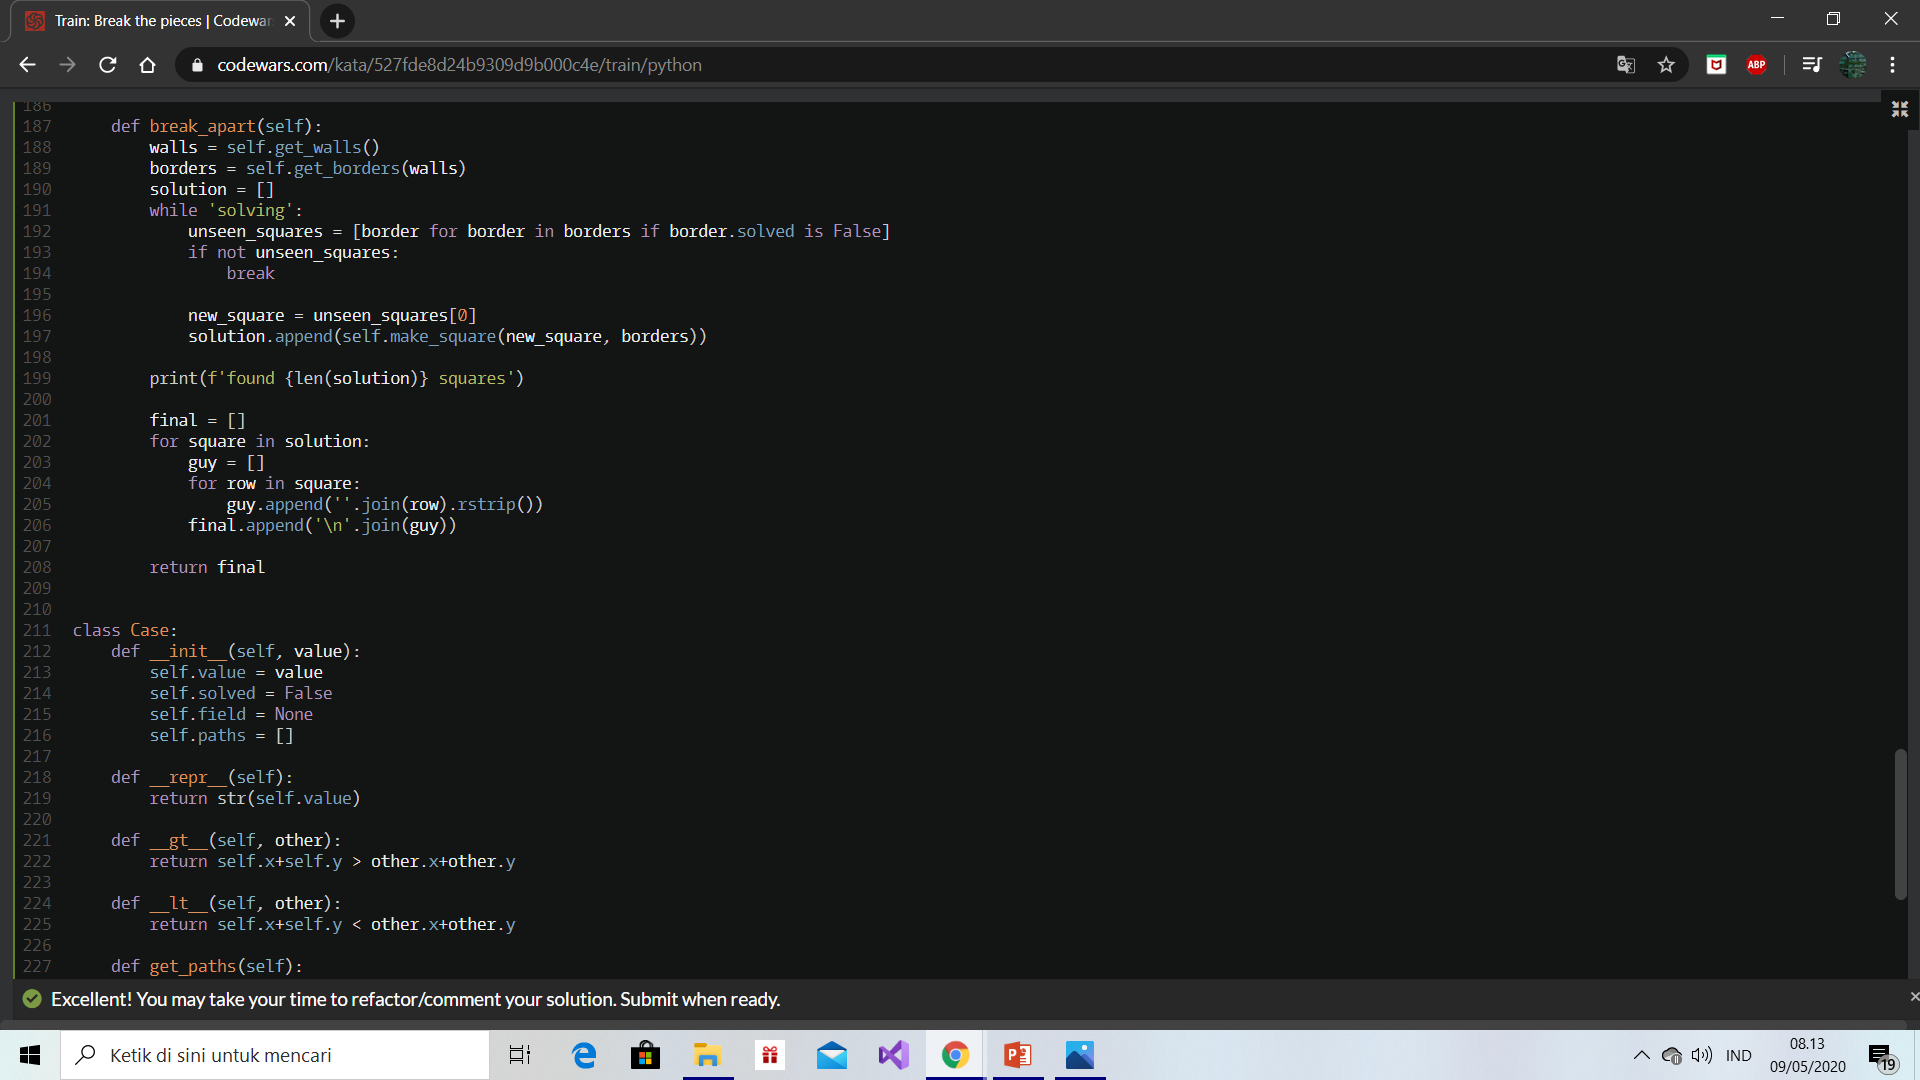 Train: Break the pieces | Codewar
codewars.com/kata/527fde8d24b9309d9b000c4e/train/python
ABP
186
187 def break_apart(self):
188 walls = self.get_walls()
189 borders = self.get_borders(walls)
190 solution = []
191 while 'solving':
192 unseen_squares = [border for border in borders if border.solved is False]
193 if not unseen_squares:
194 break
195
196 new_square = unseen_squares[0]
197 solution.append(self.make_square(new_square, borders))
198
199 print(f'found {len(solution)} squares')
200
201 final = []
202 for square in solution:
203 guy = []
204 for row in square:
205 guy.append(''.join(row).rstrip())
206 final.append('\n'.join(guy))
207
208 return final
209
210
211 class Case:
212 def __init__(self, value):
213 self.value = value
214 self.solved = False
215 self.field = None
216 self.paths = []
217
218 def __repr__(self):
219 return str(self.value)
220
221 def __gt__(self, other):
222 return self.x+self.y > other.x+other.y
223
224 def __lt__(self, other):
225 return self.x+self.y < other.x+other.y
226
227 def get_paths(self):
Excellent! You may take your time to refactor/comment your solution. Submit when ready.
Ketik di sini untuk mencari
IND
08.13
09/05/2020
19